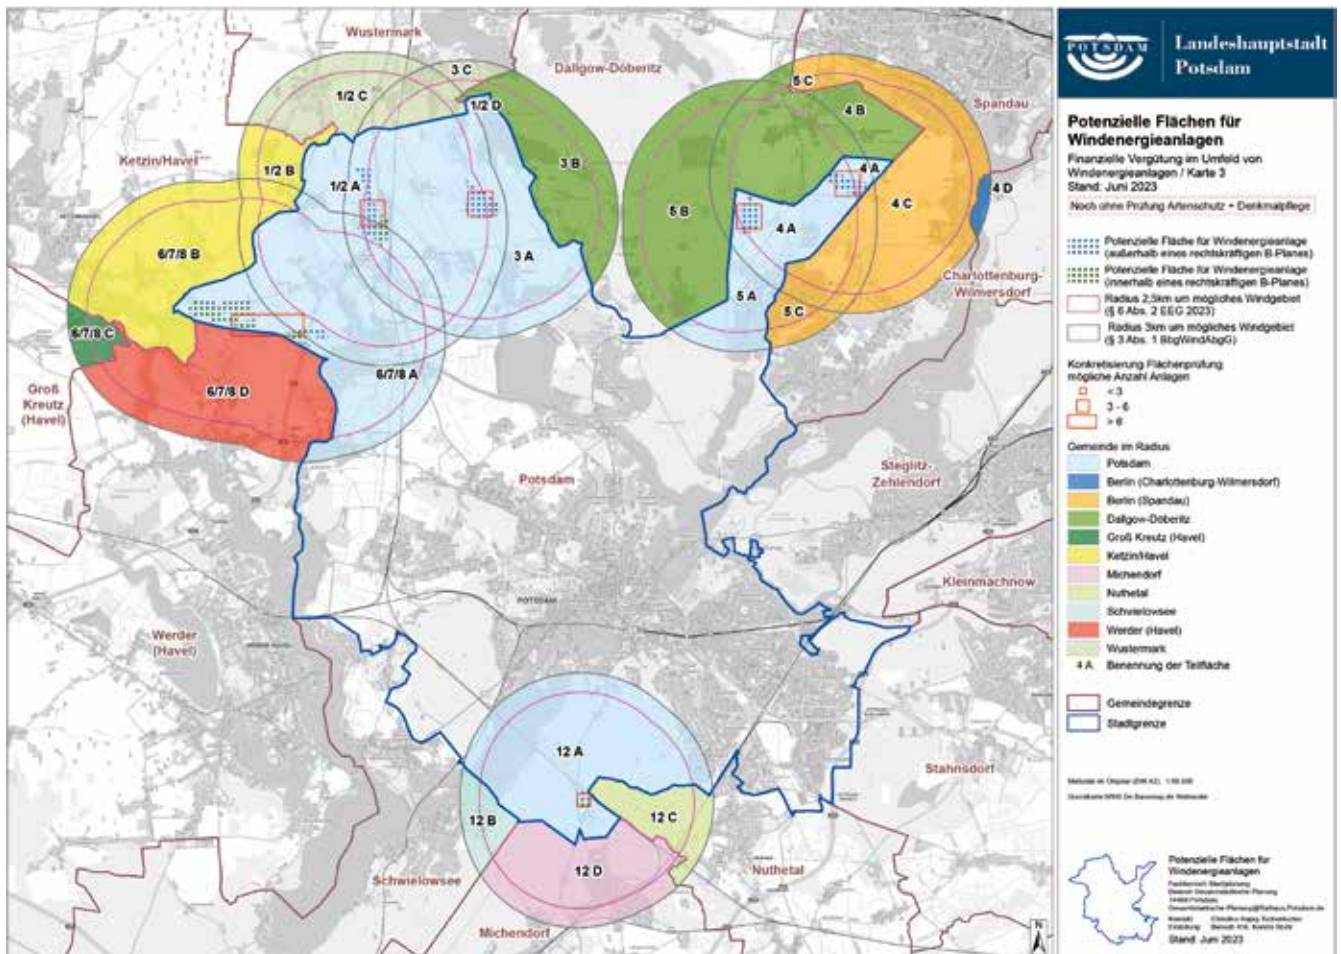 Wustermark
Dallgow-Döberitz
Spandau
Ketzin/Havel
Charlottenburg-
Wilmersdorf
Groß
Kreutz
(Havel)
Potsdam
Steglitz-
Zehlendorf
Kleinmachnow
Werder
(Havel)
Stahnsdorf
Schwielowsee
Nuthetal
Michendorf
POTSDAM
3 C
1/2 C
1/2 D
1/2 B
1/2 A
3 B
3 A
5 C
4 B
4 A
4 D
4 C
5 B
4 A
5 A
5 C
6/7/8 B
6/7/8 C
6/7/8 D
6/7/8 A
12 A
12 B
12 C
12 D
N
POTSDAM
Landeshauptstadt
Potsdam
Potenzielle Flächen für
Windenergieanlagen
Finanzielle Vergütung im Umfeld von
Windenergieanlagen / Karte 3
Stand: Juni 2023
Noch ohne Prüfung Artenschutz + Denkmalpflege
Potenzielle Fläche für Windenergieanlage
(außerhalb eines rechtskräftigen B-Planes)
Potenzielle Fläche für Windenergieanlage
(innerhalb eines rechtskräftigen B-Planes)
Radius 2,5km um mögliches Windgebiet
(§ 6 Abs. 2 EEG 2023)
Radius 3km um mögliches Windgebiet
(§ 3 Abs. 1 BbgWindAbgG)
Konkretisierung Flächenprüfung
mögliche Anzahl Anlagen
< 3
3 - 6
> 6
Gemeinde im Radius
Potsdam
Berlin (Charlottenburg-Wilmersdorf)
Berlin (Spandau)
Dallgow-Döberitz
Groß Kreutz (Havel)
Ketzin/Havel
Michendorf
Nuthetal
Schwielowsee
Werder (Havel)
Wustermark
4 A Benennung der Teilfläche
Gemeindegrenze
Stadtgrenze
Potenzielle Flächen für
Windenergieanlagen
Fachbereich Stadtplanung
Bereich Gesamtstädtische Planung
Stand: Juni 2023